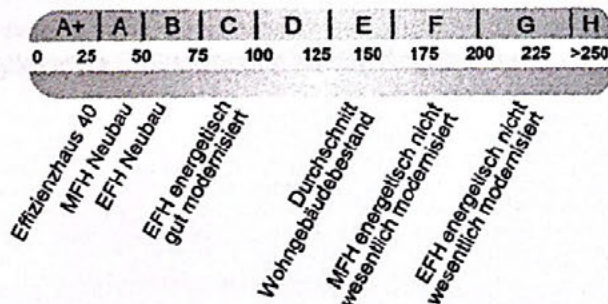 A+ A B C D E F G H
0 25 50 75 100 125 150 175 200 225 >250
Effizienzhaus 40
MFH Neubau
EFH Neubau
EFH energetisch
gut modernisiert
Durchschnitt
Wohngebäudebestand
MFH energetisch nicht
wesentlich modernisiert
EFH energetisch nicht
wesentlich modernisiert